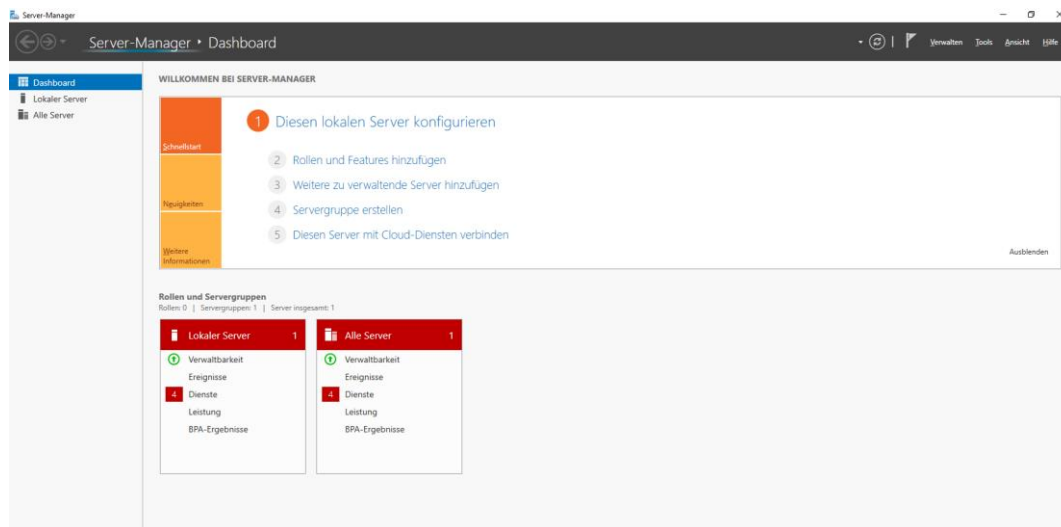 Server-Manager
Server-Manager • Dashboard
Verwalten Tools Ansicht Hilfe
Dashboard
Lokaler Server
Alle Server
WILLKOMMEN BEI SERVER-MANAGER
Schnellstart
Neuigkeiten
Weitere
Informationen
1 Diesen lokalen Server konfigurieren
2 Rollen und Features hinzufügen
3 Weitere zu verwaltende Server hinzufügen
4 Servergruppe erstellen
5 Diesen Server mit Cloud-Diensten verbinden
Ausblenden
Rollen und Servergruppen
Rollen: 0 | Servergruppen: 1 | Server insgesamt: 1
Lokaler Server 1
Verwaltbarkeit
Ereignisse
4 Dienste
Leistung
BPA-Ergebnisse
Alle Server 1
Verwaltbarkeit
Ereignisse
4 Dienste
Leistung
BPA-Ergebnisse